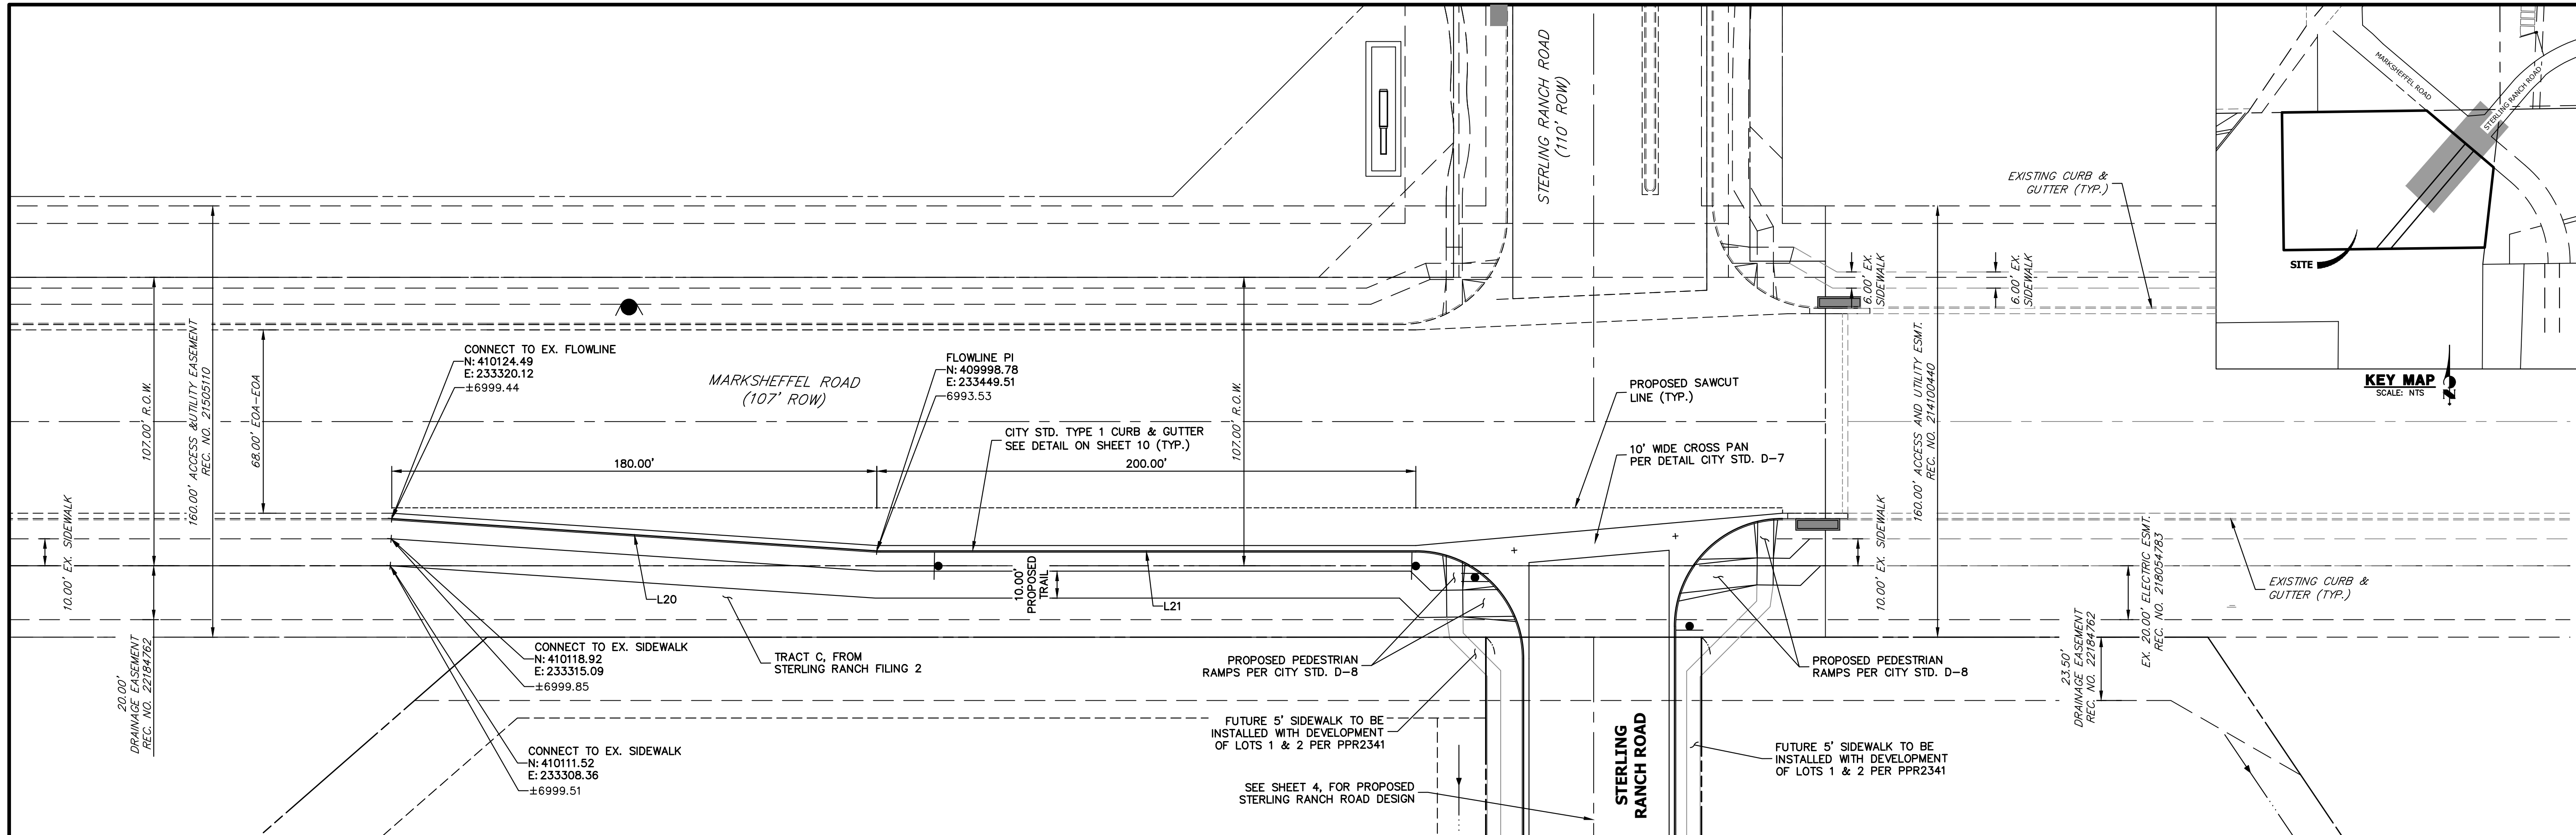 STERLING RANCH ROAD
(110' ROW)
MARKSHEFFEL ROAD
STERLING RANCH ROAD
SITE
KEY MAP
SCALE: NTS
N
EXISTING CURB &
GUTTER (TYP.)
6.00' EX.
SIDEWALK
6.00' EX.
SIDEWALK
107.00' R.O.W.
160.00' ACCESS &UTILITY EASEMENT
REC. NO. 21505110
68.00' EOA-EOA
10.00' EX. SIDEWALK
20.00'
DRAINAGE EASEMENT
REC. NO. 22184762
CONNECT TO EX. FLOWLINE
N: 410124.49
E: 233320.12
±6999.44
MARKSHEFFEL ROAD
(107' ROW)
FLOWLINE PI
N: 409998.78
E: 233449.51
6993.53
CITY STD. TYPE 1 CURB & GUTTER
SEE DETAIL ON SHEET 10 (TYP.)
180.00'
200.00'
107.00' R.O.W.
PROPOSED SAWCUT
LINE (TYP.)
10' WIDE CROSS PAN
PER DETAIL CITY STD. D-7
160.00' ACCESS AND UTILITY ESMT.
REC. NO. 214100440
10.00' EX. SIDEWALK
L20
10.00'
PROPOSED
TRAIL
L21
CONNECT TO EX. SIDEWALK
N: 410118.92
E: 233315.09
±6999.85
TRACT C, FROM
STERLING RANCH FILING 2
CONNECT TO EX. SIDEWALK
N: 410111.52
E: 233308.36
±6999.51
PROPOSED PEDESTRIAN
RAMPS PER CITY STD. D-8
PROPOSED PEDESTRIAN
RAMPS PER CITY STD. D-8
FUTURE 5' SIDEWALK TO BE
INSTALLED WITH DEVELOPMENT
OF LOTS 1 & 2 PER PPR2341
SEE SHEET 4, FOR PROPOSED
STERLING RANCH ROAD DESIGN
STERLING
RANCH ROAD
FUTURE 5' SIDEWALK TO BE
INSTALLED WITH DEVELOPMENT
OF LOTS 1 & 2 PER PPR2341
23.50'
DRAINAGE EASEMENT
REC. NO. 22184762
EX. 20.00' ELECTRIC ESMT.
REC. NO. 218054783
EXISTING CURB &
GUTTER (TYP.)